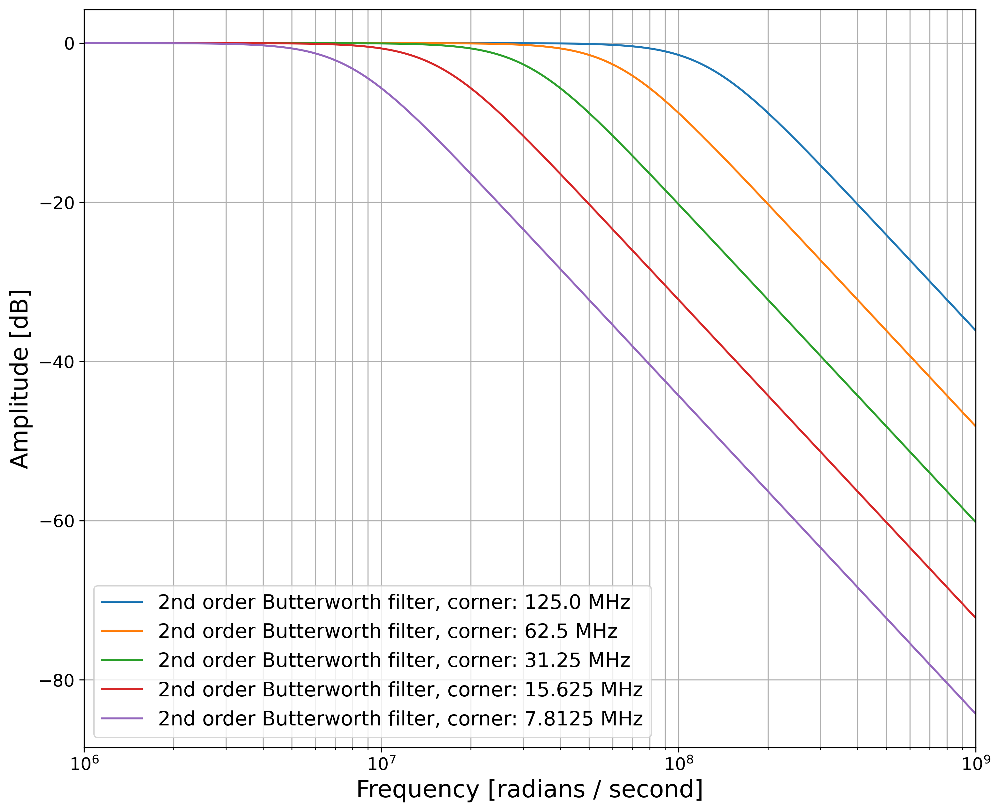 0
−20
−40
−60
−80
Amplitude [dB]
2nd order Butterworth filter, corner: 125.0 MHz
2nd order Butterworth filter, corner: 62.5 MHz
2nd order Butterworth filter, corner: 31.25 MHz
2nd order Butterworth filter, corner: 15.625 MHz
2nd order Butterworth filter, corner: 7.8125 MHz
10⁶ 10⁷ 10⁸ 10⁹
Frequency [radians / second]